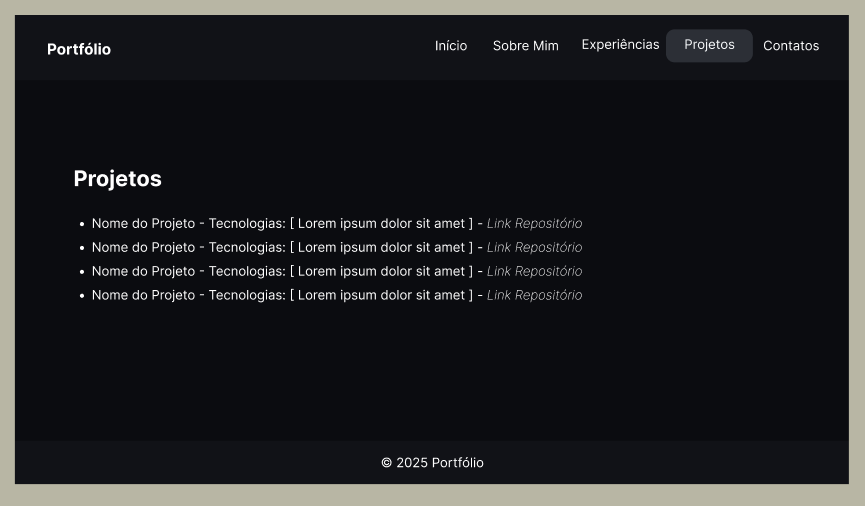 Portfólio
Início Sobre Mim Experiências Projetos Contatos
Projetos
• Nome do Projeto - Tecnologias: [ Lorem ipsum dolor sit amet ] - Link Repositório
• Nome do Projeto - Tecnologias: [ Lorem ipsum dolor sit amet ] - Link Repositório
• Nome do Projeto - Tecnologias: [ Lorem ipsum dolor sit amet ] - Link Repositório
• Nome do Projeto - Tecnologias: [ Lorem ipsum dolor sit amet ] - Link Repositório
© 2025 Portfólio